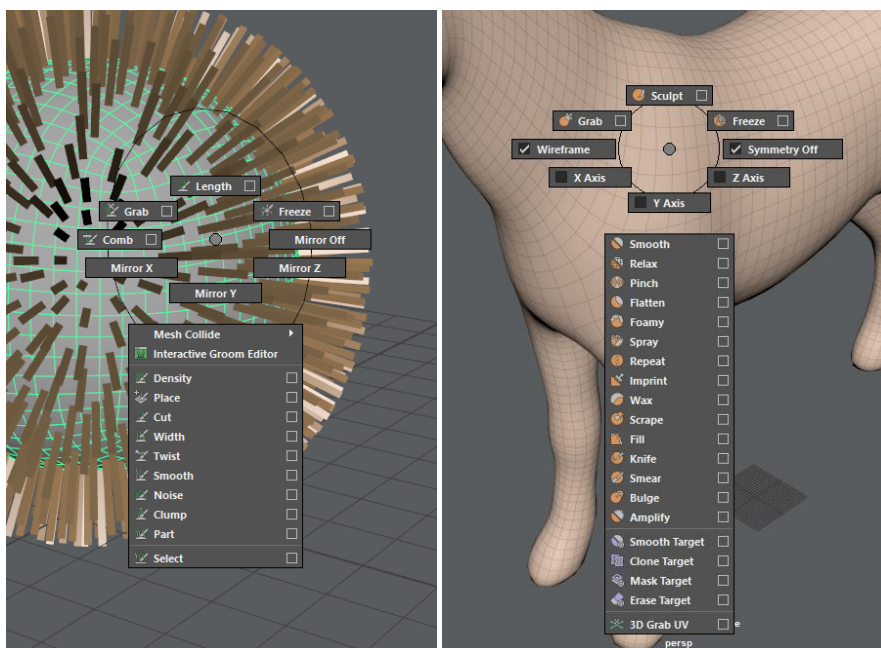 Length
Grab
Freeze
Comb
Mirror Off
Mirror X
Mirror Z
Mirror Y
Mesh Collide
Interactive Groom Editor
Density
Place
Cut
Width
Twist
Smooth
Noise
Clump
Part
Select
Sculpt
Grab
Freeze
Wireframe
Symmetry Off
X Axis
Z Axis
Y Axis
Smooth
Relax
Pinch
Flatten
Foamy
Spray
Repeat
Imprint
Wax
Scrape
Fill
Knife
Smear
Bulge
Amplify
Smooth Target
Clone Target
Mask Target
Erase Target
3D Grab UV
persp